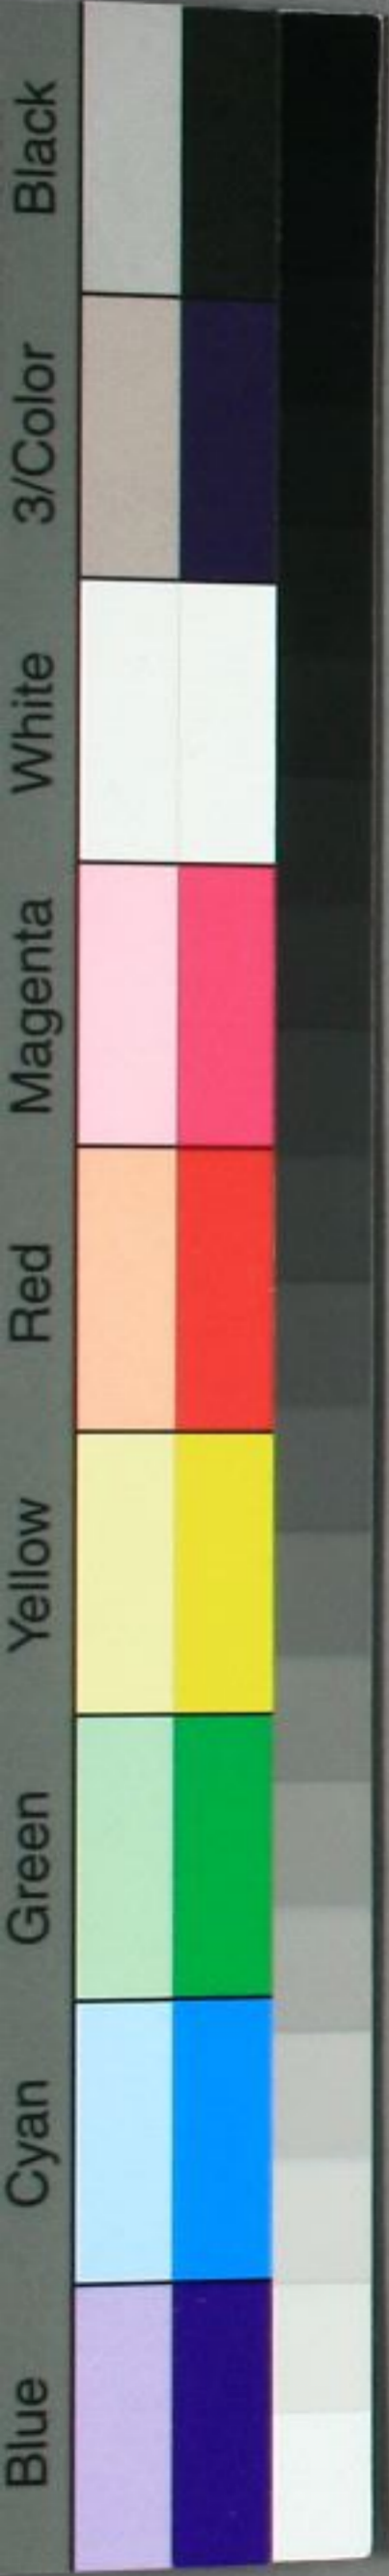 Black
3/Color
White
Magenta
Red
Yellow
Green
Cyan
Blue